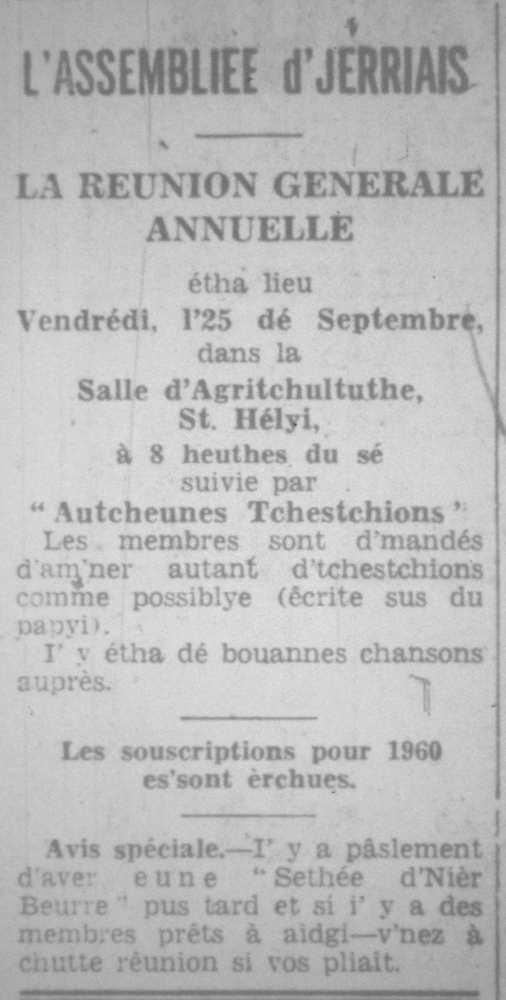 L'ASSEMBLIEE d'JERRIAIS
LA REUNION GENERALE
ANNUELLE
étha lieu
Vendrédi, l'25 dé Septembre,
dans la
Salle d'Agritchultuthe,
St. Hélyi,
à 8 heuthes du sé
suivie par
"Autcheunes Tchestchions"
Les membres sont d'mandés
d'am'ner autant d'tchestchions
comme possiblye (êcrite sus du
papyi).
I' y étha dé bouannes chansons
auprès.
Les souscriptions pour 1960
es'sont èrchues.
Avis spéciale.—I' y a pâslement
d'aver eune "Sethée d'Nièr
Beurre" pus tard et si i' y a des
membres prêts à aidgi—v'nez à
chutte réunion si vos pliaît.